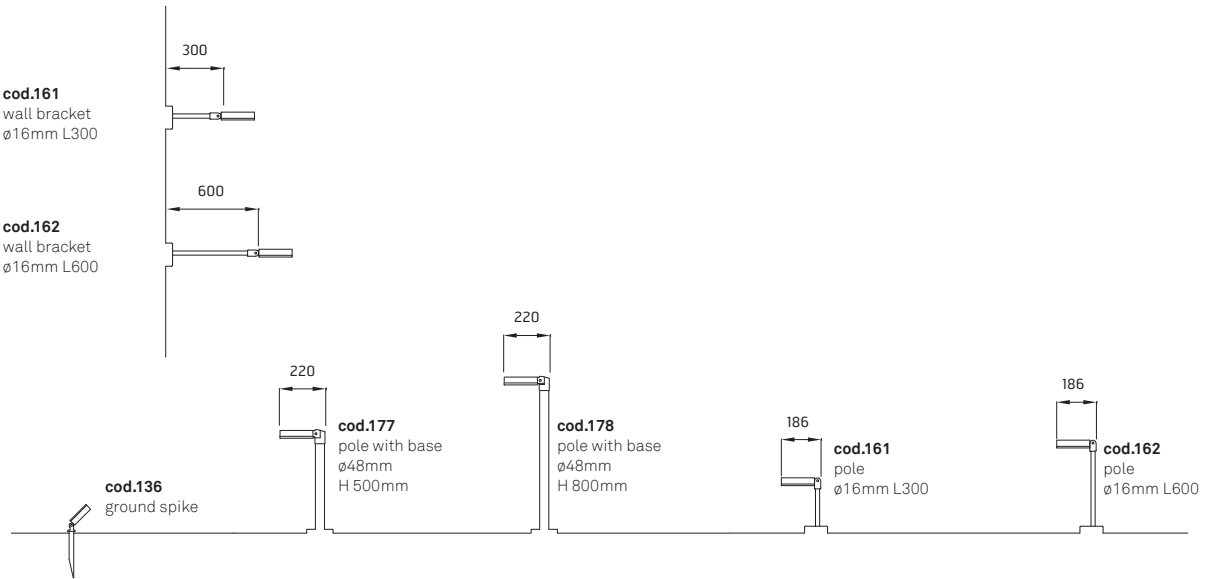 300
cod.161
wall bracket
ø16mm L300
600
cod.162
wall bracket
ø16mm L600
220
cod.177
pole with base
ø48mm
H 500mm
220
cod.178
pole with base
ø48mm
H 800mm
186
cod.161
pole
ø16mm L300
186
cod.162
pole
ø16mm L600
cod.136
ground spike